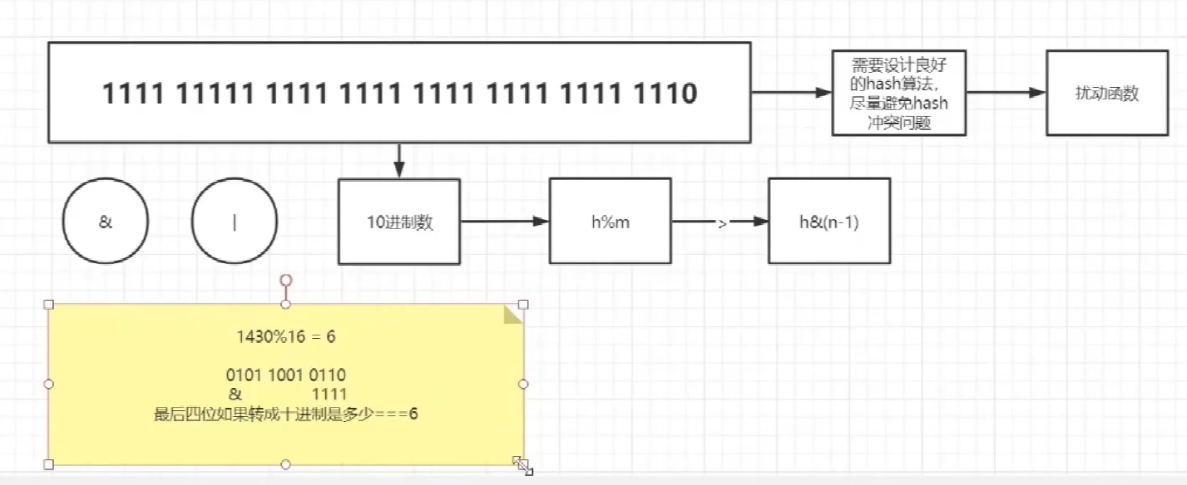 1111 11111 1111 1111 1111 1111 1111 1110
需要设计良好
的hash算法,
尽量避免hash
冲突问题
扰动函数
&
|
10进制数
h%m
>
h&(n-1)
1430%16 = 6
0101 1001 0110
& 1111
最后四位如果转成十进制是多少===6